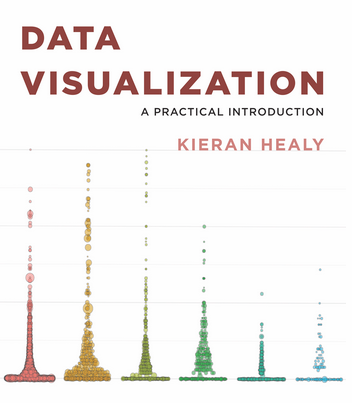 DATA
VISUALIZATION
A PRACTICAL INTRODUCTION
KIERAN HEALY